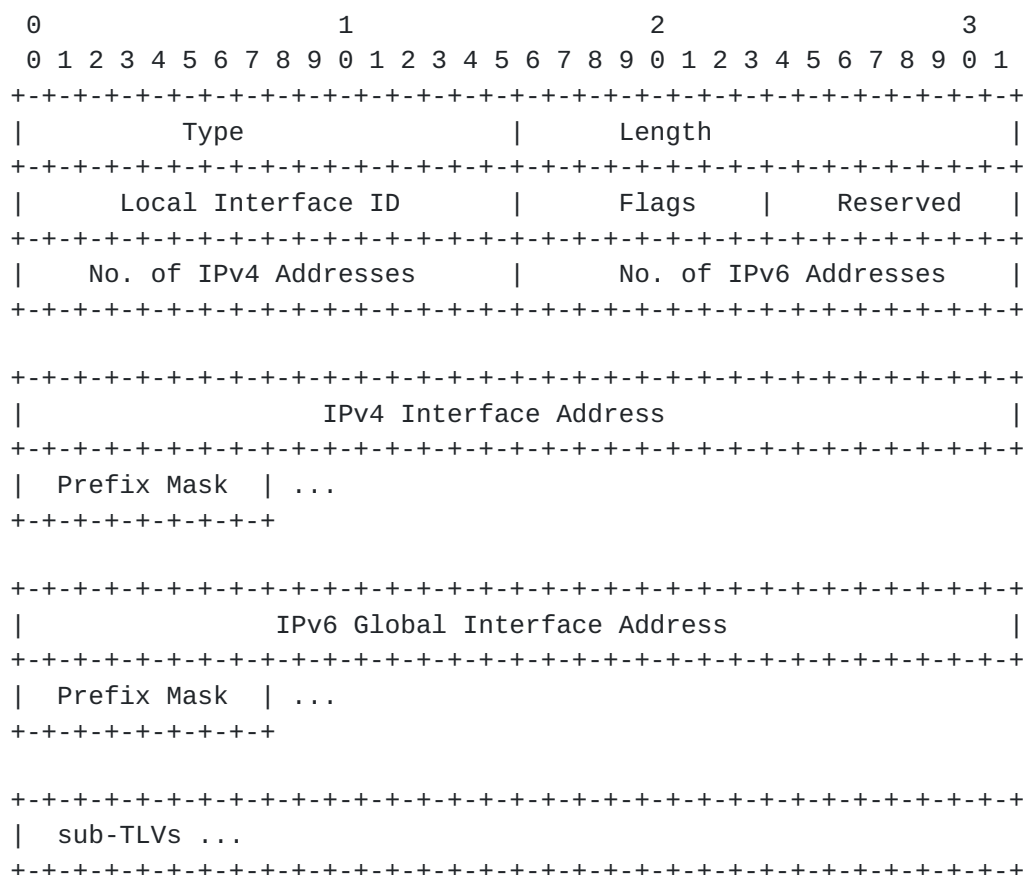 0                   1                   2                   3
 0 1 2 3 4 5 6 7 8 9 0 1 2 3 4 5 6 7 8 9 0 1 2 3 4 5 6 7 8 9 0 1
+-+-+-+-+-+-+-+-+-+-+-+-+-+-+-+-+-+-+-+-+-+-+-+-+-+-+-+-+-+-+-+-+
|          Type                 |      Length                   |
+-+-+-+-+-+-+-+-+-+-+-+-+-+-+-+-+-+-+-+-+-+-+-+-+-+-+-+-+-+-+-+-+
|      Local Interface ID       |      Flags    |    Reserved   |
+-+-+-+-+-+-+-+-+-+-+-+-+-+-+-+-+-+-+-+-+-+-+-+-+-+-+-+-+-+-+-+-+
|    No. of IPv4 Addresses      |      No. of IPv6 Addresses    |
+-+-+-+-+-+-+-+-+-+-+-+-+-+-+-+-+-+-+-+-+-+-+-+-+-+-+-+-+-+-+-+-+

+-+-+-+-+-+-+-+-+-+-+-+-+-+-+-+-+-+-+-+-+-+-+-+-+-+-+-+-+-+-+-+-+
|                   IPv4 Interface Address                      |
+-+-+-+-+-+-+-+-+-+-+-+-+-+-+-+-+-+-+-+-+-+-+-+-+-+-+-+-+-+-+-+-+
|  Prefix Mask  | ...
+-+-+-+-+-+-+-+-+

+-+-+-+-+-+-+-+-+-+-+-+-+-+-+-+-+-+-+-+-+-+-+-+-+-+-+-+-+-+-+-+-+
|                IPv6 Global Interface Address                  |
+-+-+-+-+-+-+-+-+-+-+-+-+-+-+-+-+-+-+-+-+-+-+-+-+-+-+-+-+-+-+-+-+
|  Prefix Mask  | ...
+-+-+-+-+-+-+-+-+

+-+-+-+-+-+-+-+-+-+-+-+-+-+-+-+-+-+-+-+-+-+-+-+-+-+-+-+-+-+-+-+-+
|  sub-TLVs ...
+-+-+-+-+-+-+-+-+-+-+-+-+-+-+-+-+-+-+-+-+-+-+-+-+-+-+-+-+-+-+-+-+